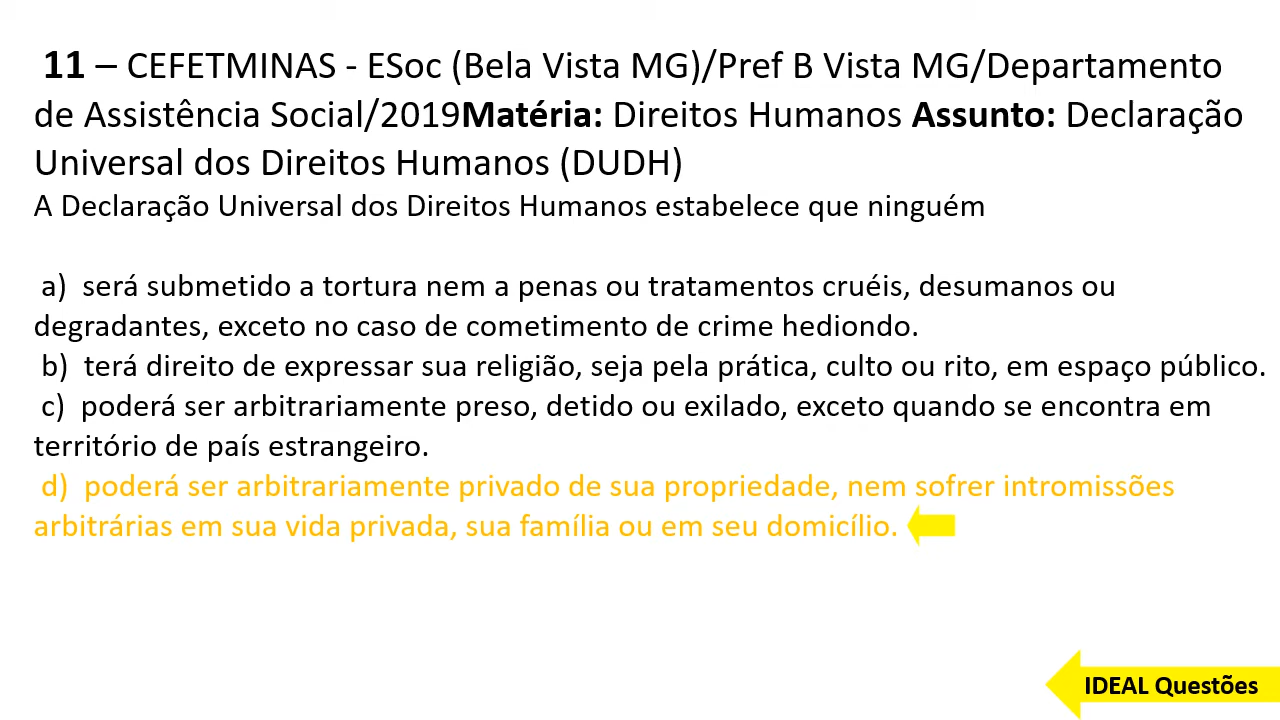 11 – CEFETMINAS - ESoc (Bela Vista MG)/Pref B Vista MG/Departamento
de Assistência Social/2019Matéria: Direitos Humanos Assunto: Declaração
Universal dos Direitos Humanos (DUDH)
A Declaração Universal dos Direitos Humanos estabelece que ninguém
a) será submetido a tortura nem a penas ou tratamentos cruéis, desumanos ou
degradantes, exceto no caso de cometimento de crime hediondo.
b) terá direito de expressar sua religião, seja pela prática, culto ou rito, em espaço público.
c) poderá ser arbitrariamente preso, detido ou exilado, exceto quando se encontra em
território de país estrangeiro.
d) poderá ser arbitrariamente privado de sua propriedade, nem sofrer intromissões
arbitrárias em sua vida privada, sua família ou em seu domicílio.
IDEAL Questões